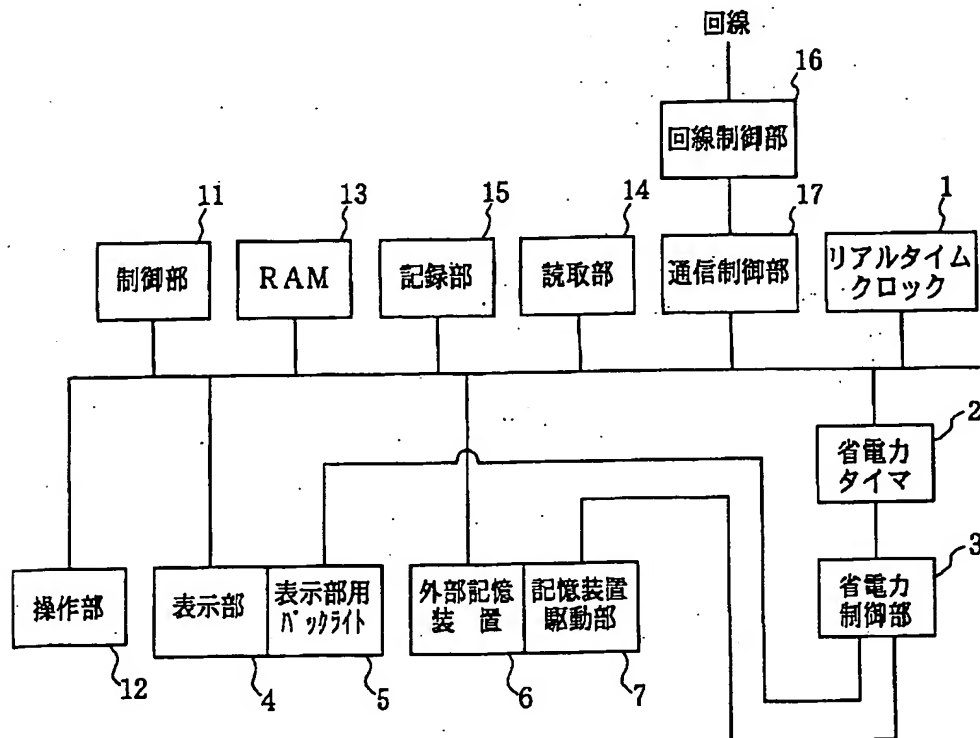 回線
16
回線制御部
11
13
15
14
17
1
制御部
RAM
記録部
読取部
通信制御部
リアルタイム
クロック
2
省電力
タイマ
3
省電力
制御部
操作部
表示部
表示部用
バックライト
外部記憶
装 置
記憶装置
駆動部
12
4
5
6
7